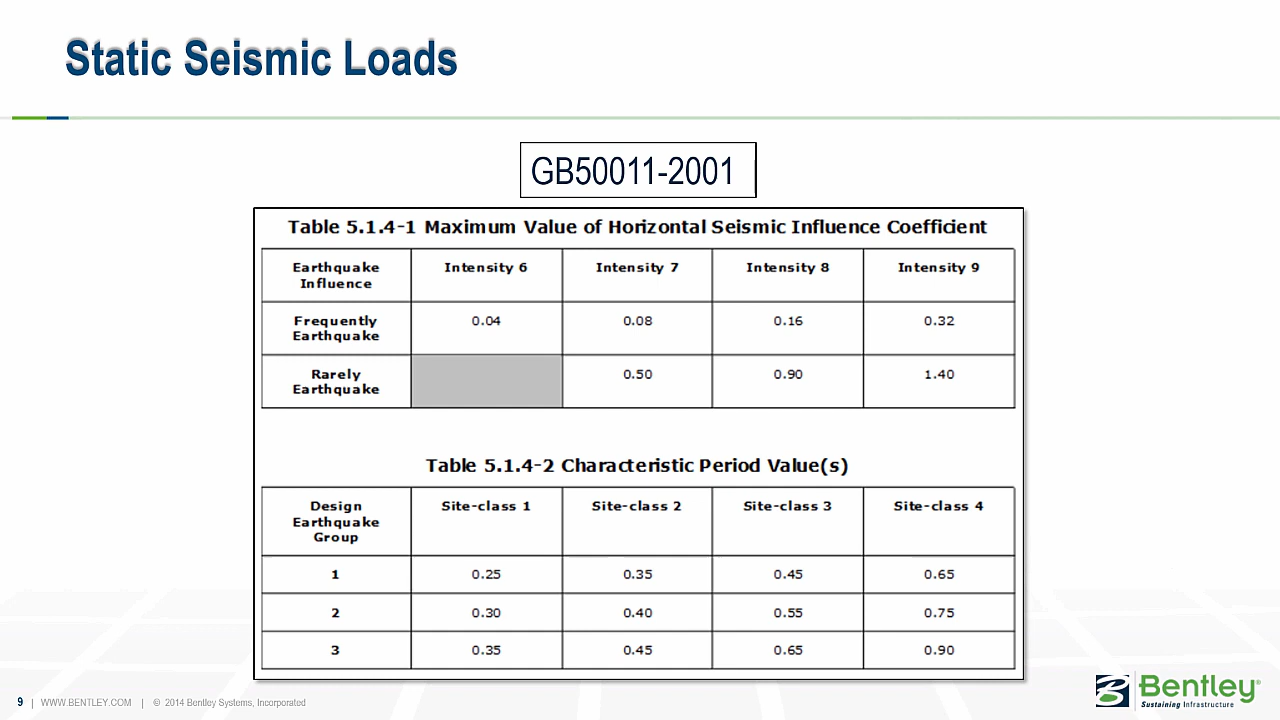 Static Seismic Loads
GB50011-2001
Table 5.1.4-1 Maximum Value of Horizontal Seismic Influence Coefficient
Earthquake Influence Intensity 6 Intensity 7 Intensity 8 Intensity 9
Frequently Earthquake 0.04 0.08 0.16 0.32
Rarely Earthquake 0.50 0.90 1.40
Table 5.1.4-2 Characteristic Period Value(s)
Design Earthquake Group Site-class 1 Site-class 2 Site-class 3 Site-class 4
1 0.25 0.35 0.45 0.65
2 0.30 0.40 0.55 0.75
3 0.35 0.45 0.65 0.90
9 | WWW.BENTLEY.COM | © 2014 Bentley Systems, Incorporated
Bentley®
Sustaining Infrastructure